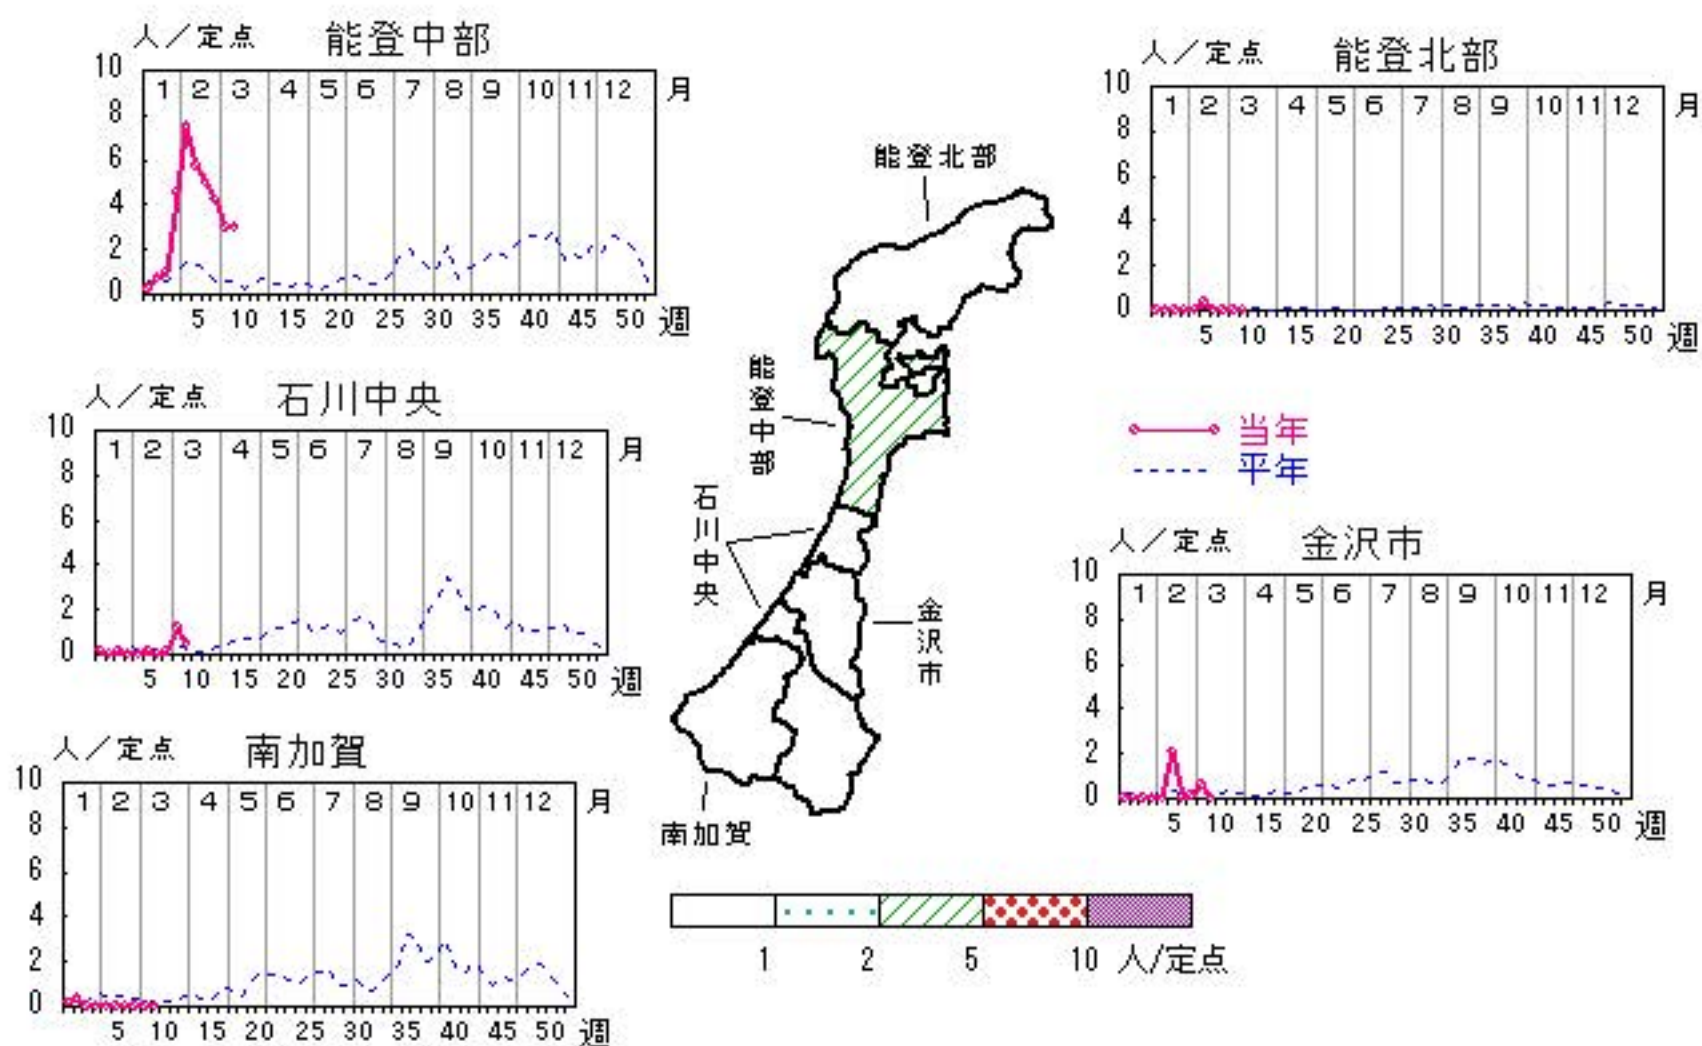 人／定点 能登中部
10 8 6 4 2 0
1 2 3 4 5 6 7 8 9 10 11 12 月
5 10 15 20 25 30 35 40 45 50 週
人／定点 能登北部
10 8 6 4 2 0
1 2 3 4 5 6 7 8 9 10 11 12 月
5 10 15 20 25 30 35 40 45 50 週
人／定点 石川中央
10 8 6 4 2 0
1 2 3 4 5 6 7 8 9 10 11 12 月
5 10 15 20 25 30 35 40 45 50 週
当年
平年
人／定点 金沢市
10 8 6 4 2 0
1 2 3 4 5 6 7 8 9 10 11 12 月
5 10 15 20 25 30 35 40 45 50 週
人／定点 南加賀
10 8 6 4 2 0
1 2 3 4 5 6 7 8 9 10 11 12 月
5 10 15 20 25 30 35 40 45 50 週
能登北部
能登中部
石川中央
金沢市
南加賀
1 2 5 10 人/定点